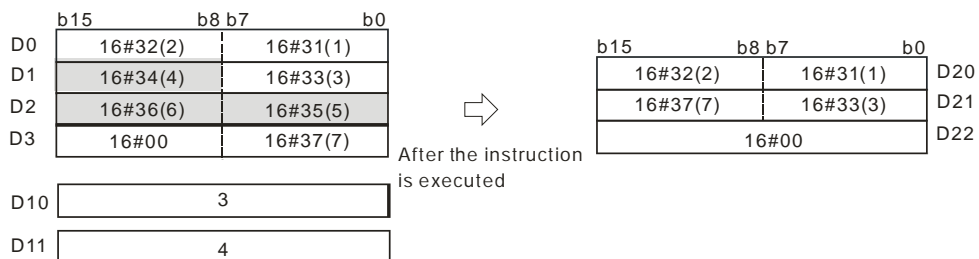 b15 b8 b7 b0
D0 16#32(2) 16#31(1)
D1 16#34(4) 16#33(3)
D2 16#36(6) 16#35(5)
D3 16#00 16#37(7)
D10 3
D11 4
After the instruction
is executed
b15 b8 b7 b0
16#32(2) 16#31(1) D20
16#37(7) 16#33(3) D21
16#00 D22